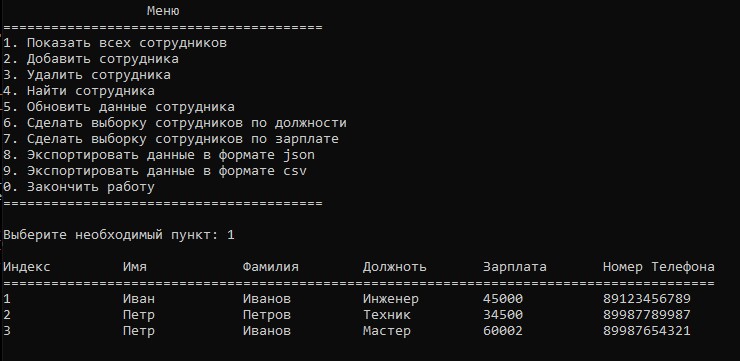 Меню
========================================
1. Показать всех сотрудников
2. Добавить сотрудника
3. Удалить сотрудника
4. Найти сотрудника
5. Обновить данные сотрудника
6. Сделать выборку сотрудников по должности
7. Сделать выборку сотрудников по зарплате
8. Экспортировать данные в формате json
9. Экспортировать данные в формате csv
0. Закончить работу
========================================
Выберите необходимый пункт: 1
Индекс Имя Фамилия Должноть Зарплата Номер Телефона
=========================================================================================
1 Иван Иванов Инженер 45000 89123456789
2 Петр Петров Техник 34500 89987789987
3 Петр Иванов Мастер 60002 89987654321